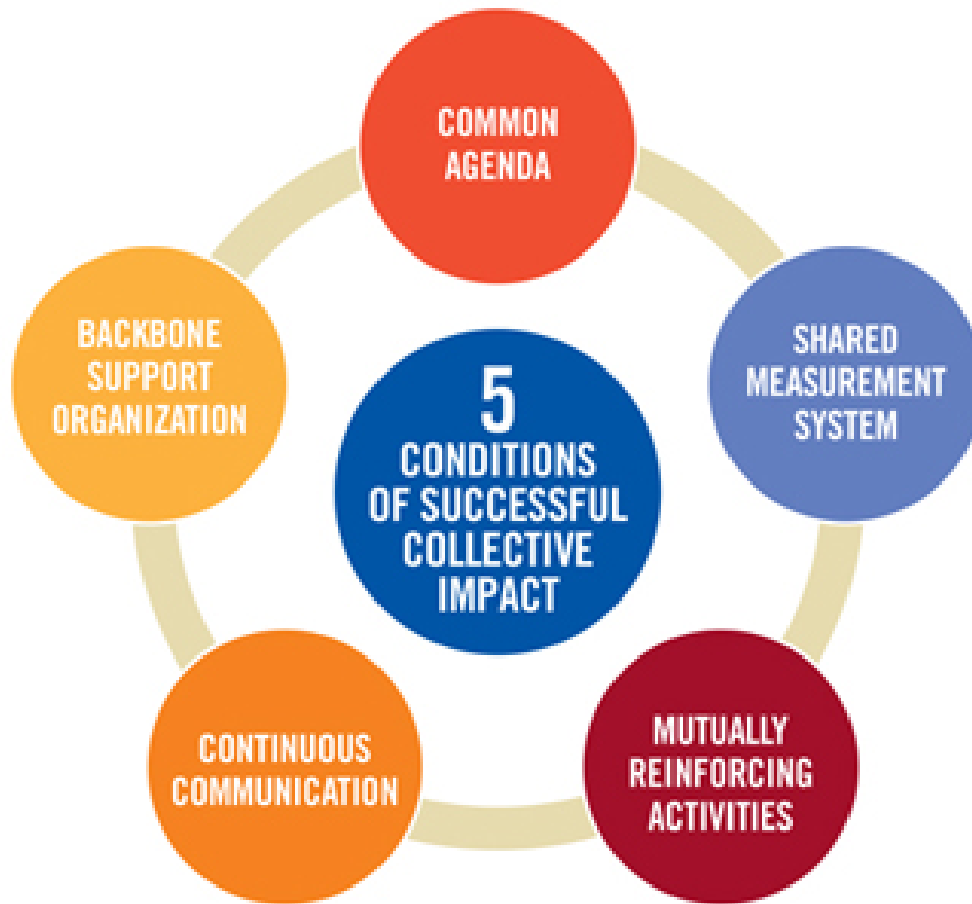 COMMON
AGENDA
SHARED
MEASUREMENT
SYSTEM
MUTUALLY
REINFORCING
ACTIVITIES
CONTINUOUS
COMMUNICATION
BACKBONE
SUPPORT
ORGANIZATION
5
CONDITIONS
OF SUCCESSFUL
COLLECTIVE
IMPACT